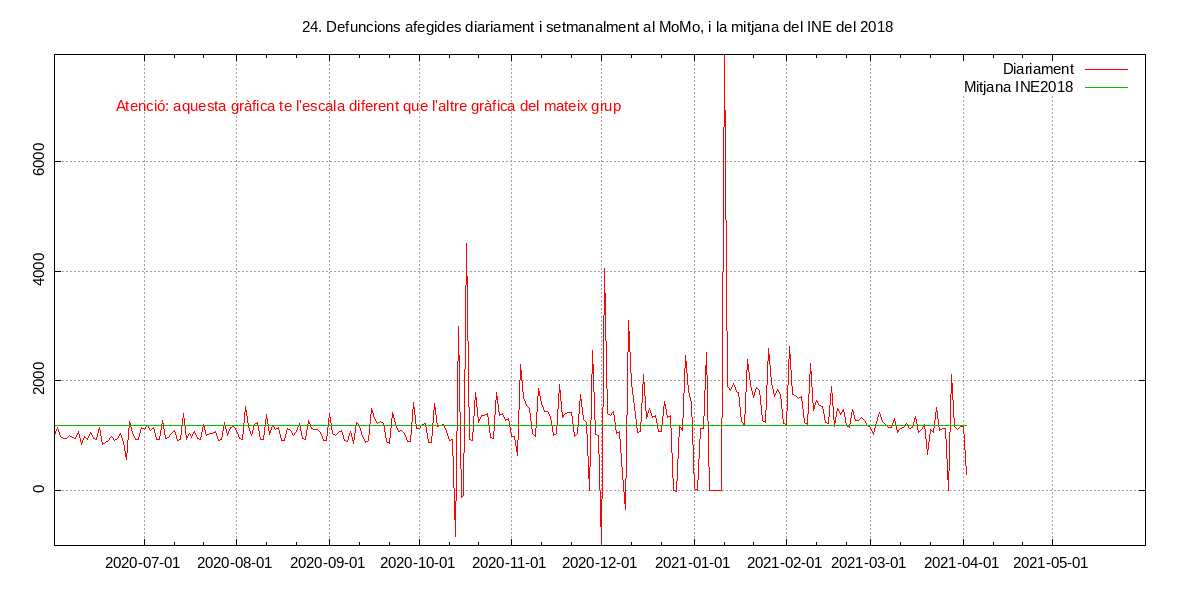 24. Defuncions afegides diariament i setmanalment al MoMo, i la mitjana del INE del 2018
Diariament
Mitjana INE2018
Atenció: aquesta gràfica te l'escala diferent que l'altre gràfica del mateix grup
6000
4000
2000
0
2020-07-01 2020-08-01 2020-09-01 2020-10-01 2020-11-01 2020-12-01 2021-01-01 2021-02-01 2021-03-01 2021-04-01 2021-05-01